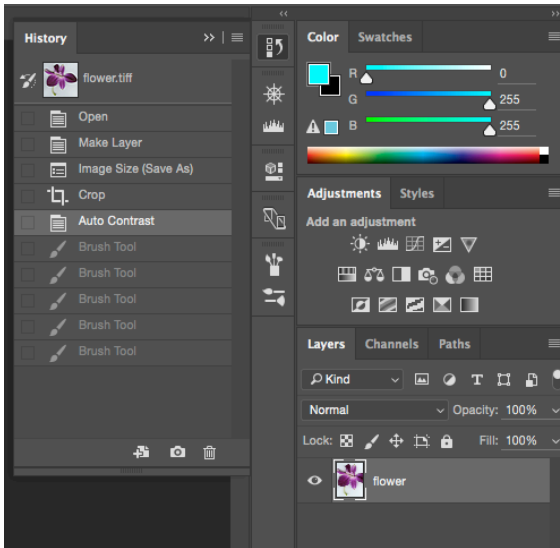 History
flower.tiff
Open
Make Layer
Image Size (Save As)
Crop
Auto Contrast
Brush Tool
Brush Tool
Brush Tool
Brush Tool
Brush Tool
Color Swatches
R 0
G 255
B 255
Adjustments Styles
Add an adjustment
Layers Channels Paths
Kind
Normal Opacity: 100%
Lock: Fill: 100%
flower